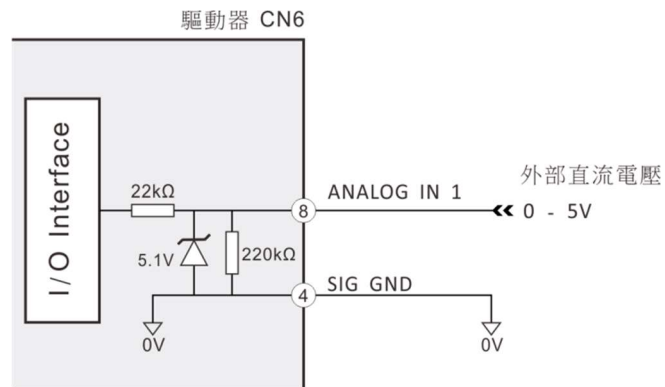 驅動器 CN6
I/O Interface
22kΩ
5.1V
220kΩ
8
ANALOG IN 1
外部直流電壓
0 - 5V
4
SIG GND
0V
0V